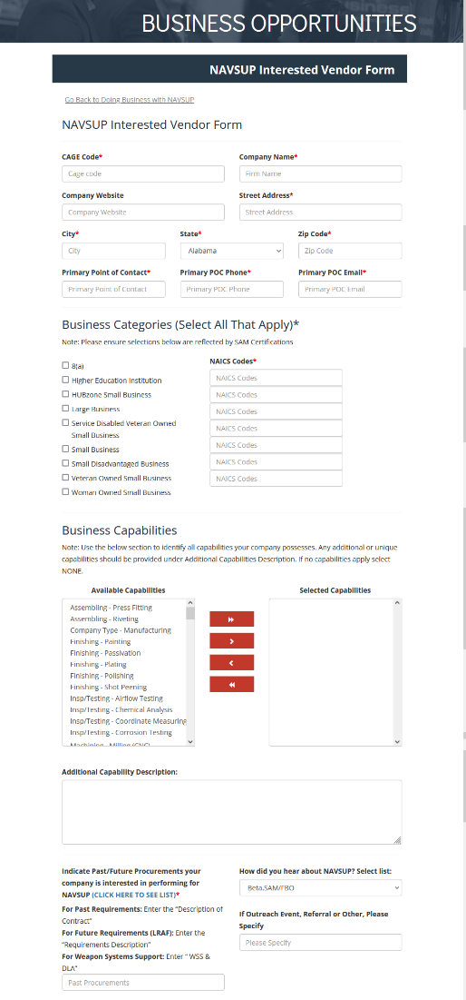 BUSINESS OPPORTUNITIES
NAVSUP Interested Vendor Form
Go Back to Doing Business with NAVSUP
NAVSUP Interested Vendor Form
CAGE Code*
Company Name*
Cage code
Firm Name
Company Website
Street Address*
Company Website
Street Address
City*
State*
Zip Code*
City
Alabama
Zip Code
Primary Point of Contact*
Primary POC Phone*
Primary POC Email*
Primary Point of Contact
Primary POC Phone
Primary POC Email
Business Categories (Select All That Apply)*
Note: Please ensure selections below are reflected by SAM Certifications
8(a)
Higher Education Institution
HUBzone Small Business
Large Business
Service Disabled Veteran Owned
Small Business
Small Business
Small Disadvantaged Business
Veteran Owned Small Business
Woman Owned Small Business
NAICS Codes*
NAICS Codes
NAICS Codes
NAICS Codes
NAICS Codes
NAICS Codes
NAICS Codes
NAICS Codes
Business Capabilities
Note: Use the below section to identify all capabilities your company possesses. Any additional or unique
capabilities should be provided under Additional Capabilities Description. If no capabilities apply select
NONE.
Available Capabilities
Assembling - Press Fitting
Assembling - Riveting
Company Type - Manufacturing
Finishing - Painting
Finishing - Passivation
Finishing - Plating
Finishing - Polishing
Finishing - Shot Peening
Insp/Testing - Airflow Testing
Insp/Testing - Chemical Analysis
Insp/Testing - Coordinate Measuring
Insp/Testing - Corrosion Testing
Machining - Milling (CNC)
Selected Capabilities
Additional Capability Description:
Indicate Past/Future Procurements your
company is interested in performing for
NAVSUP (CLICK HERE TO SEE LIST)*
For Past Requirements: Enter the “Description of
Contract”
For Future Requirements (LRAF): Enter the
“Requirements Description”
For Weapon Systems Support: Enter “ WSS &
DLA”
Past Procurements
How did you hear about NAVSUP? Select list:
Beta.SAM/FBO
If Outreach Event, Referral or Other, Please
Specify
Please Specify